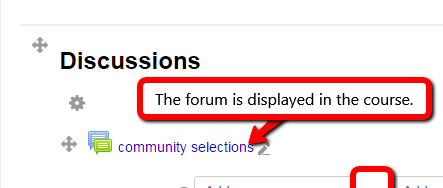 Discussions
The forum is displayed in the course.
community selections